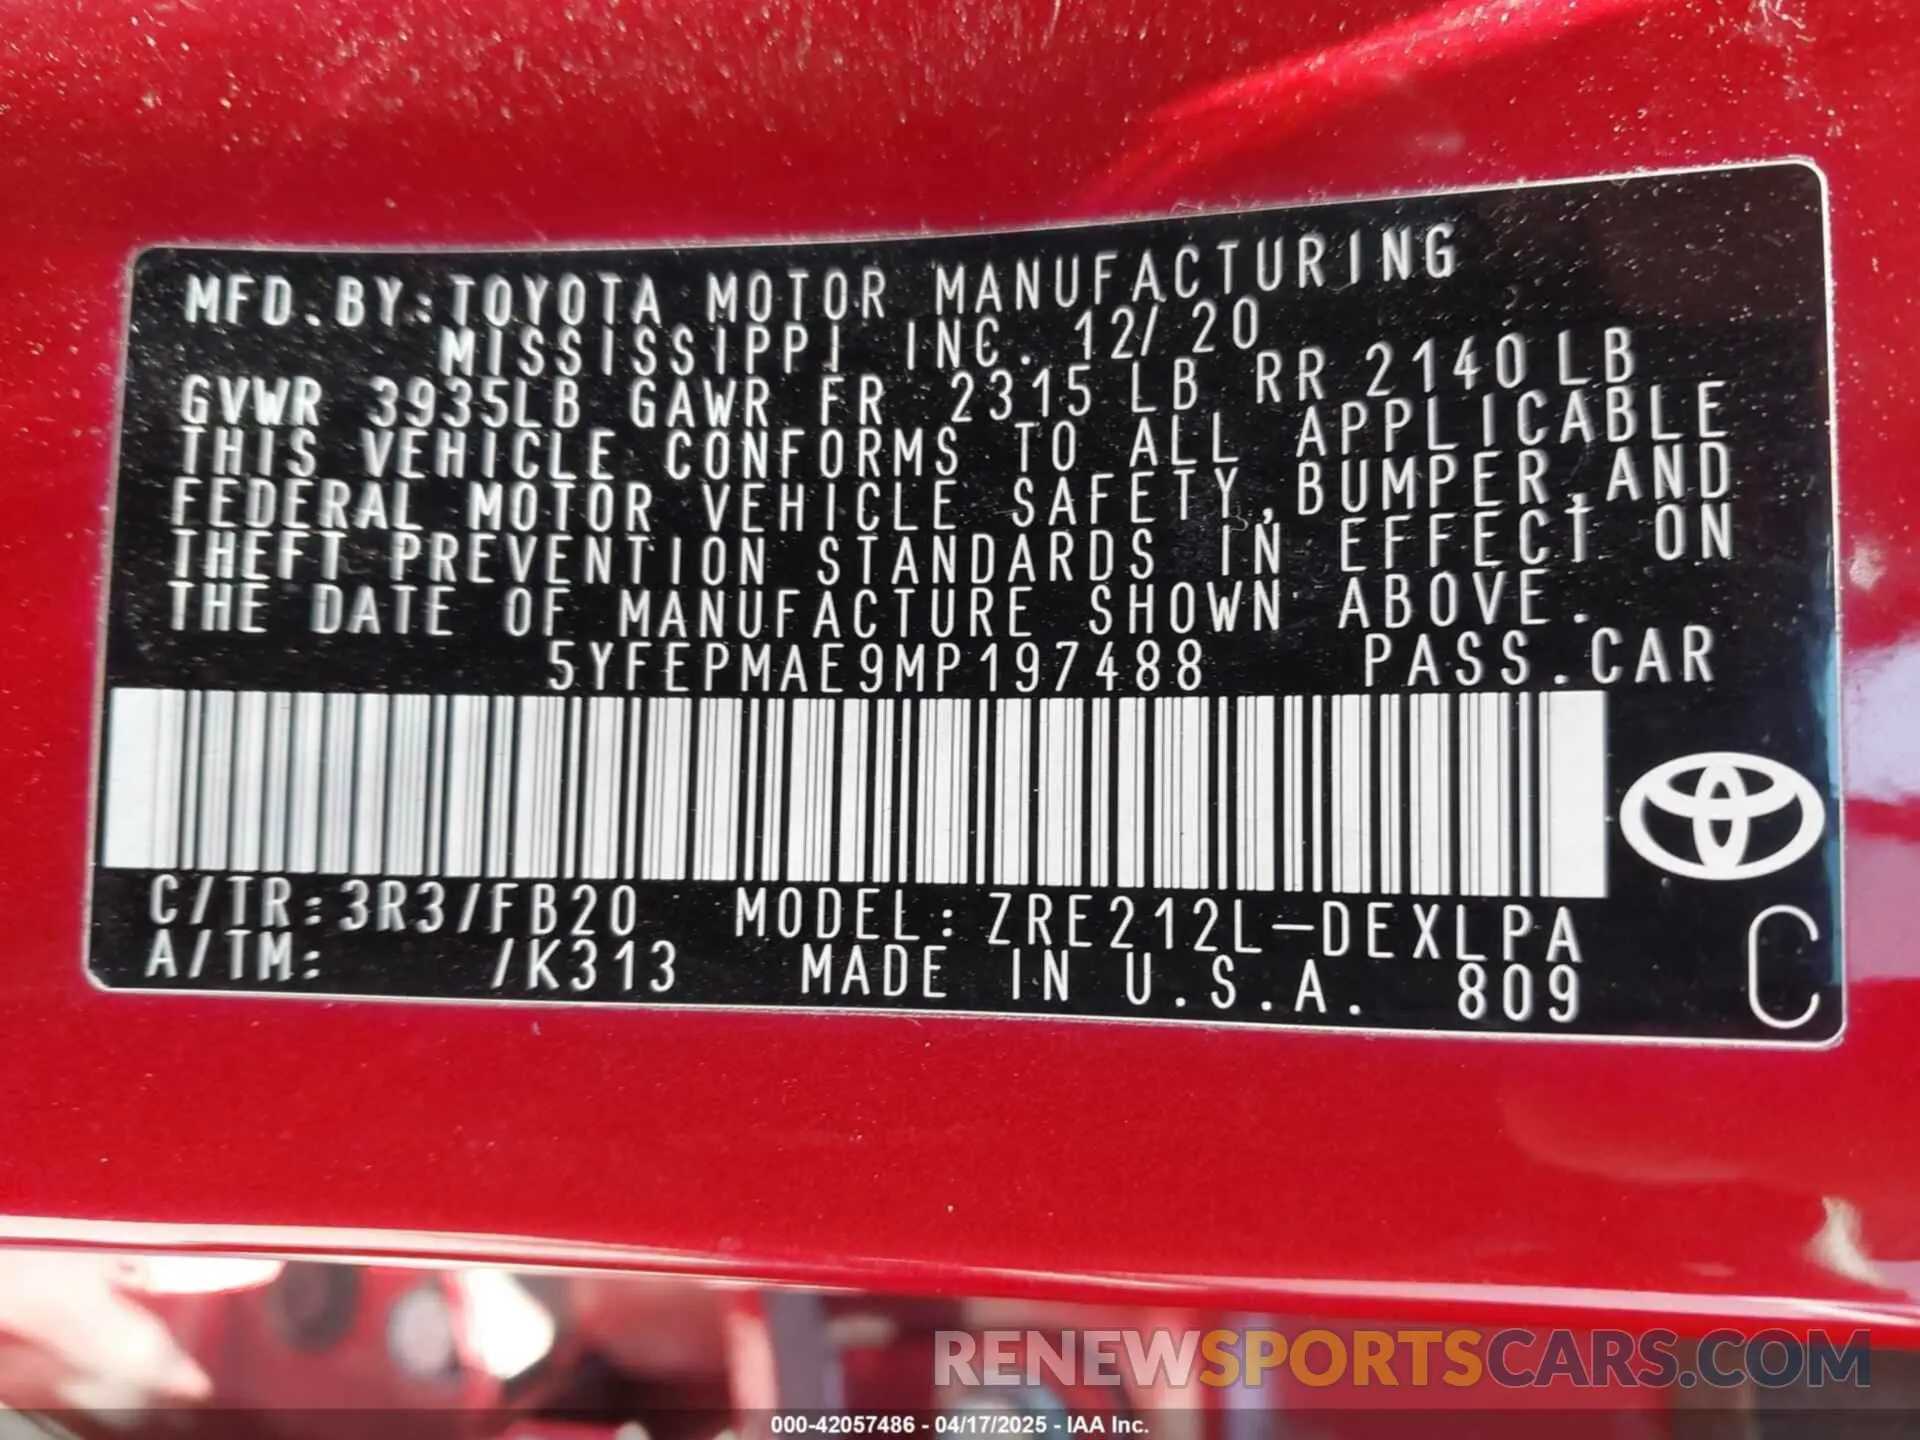 MFD.BY:TOYOTA MOTOR MANUFACTURING
MISSISSIPPI INC. 12/20
GVWR 3935LB GAWR FR 2315LB RR 2140LB
THIS VEHICLE CONFORMS TO ALL APPLICABLE
FEDERAL MOTOR VEHICLE SAFETY,BUMPER,AND
THEFT PREVENTION STANDARDS IN EFFECT ON
THE DATE OF MANUFACTURE SHOWN ABOVE.
5YFEPMAE9MP197488 PASS.CAR
C/TR:3R3/FB20 MODEL:ZRE212L-DEXLPA
A/TM: /K313 MADE IN U.S.A. 809 C
RENEWSPORTSCARS.COM
000-42057486 - 04/17/2025 - IAA Inc.